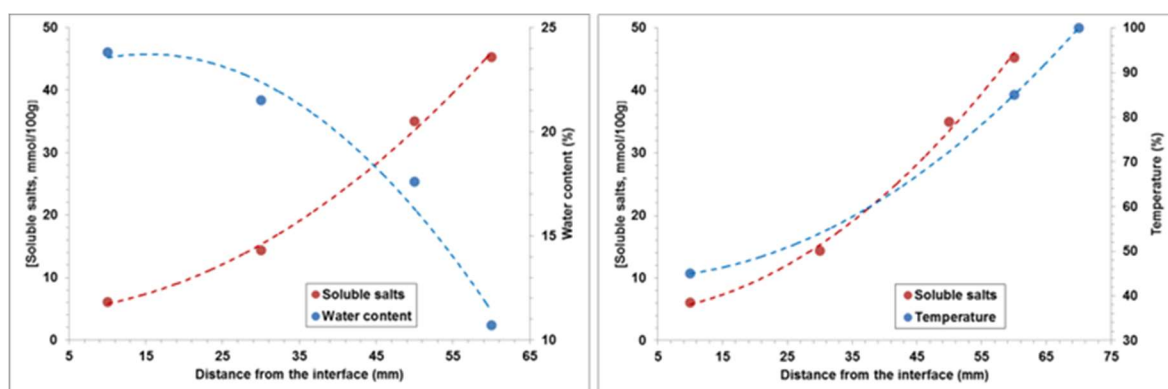 50
40
30
20
10
0
[Soluble salts, mmol/100g]
25
20
15
10
Water content (%)
Soluble salts
Water content
5 15 25 35 45 55 65
Distance from the interface (mm)
50
40
30
20
10
0
[Soluble salts, mmol/100g]
100
90
80
70
60
50
40
30
Temperature (%)
Soluble salts
Temperature
5 15 25 35 45 55 65 75
Distance from the interface (mm)